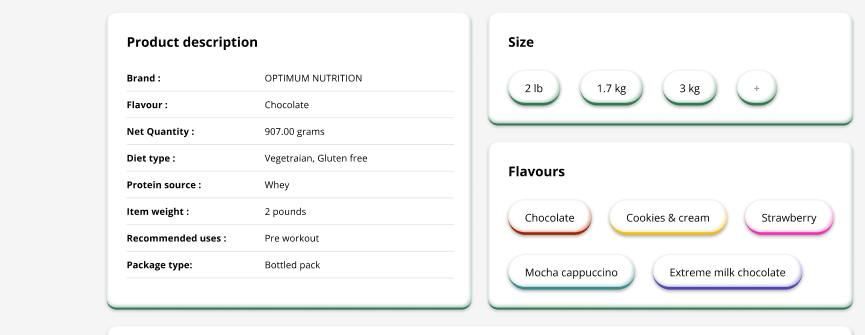 Product description
Brand : OPTIMUM NUTRITION
Flavour : Chocolate
Net Quantity : 907.00 grams
Diet type : Vegetraian, Gluten free
Protein source : Whey
Item weight : 2 pounds
Recommended uses : Pre workout
Package type: Bottled pack
Size
2 lb 1.7 kg 3 kg +
Flavours
Chocolate Cookies & cream Strawberry
Mocha cappuccino Extreme milk chocolate